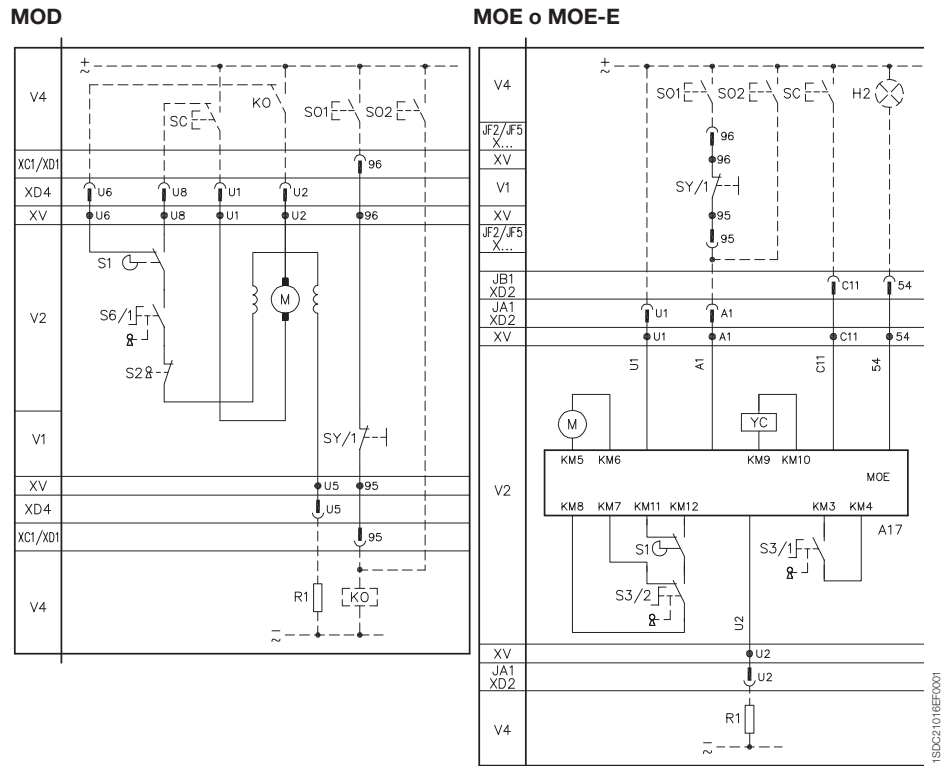 MOD
V4
XC1/XD1
XD4
XV
V2
V1
XV
XD4
XC1/XD1
V4
+
~
KO
SC
SO1
SO2
96
U6
U8
U1
U2
U6
U8
U1
U2
96
S1
S6/1
S2
M
SY/1
U5
95
U5
95
R1
KO
–
~
MOE o MOE-E
V4
JF2/JF5
X...
XV
V1
XV
JF2/JF5
X...
JB1
XD2
JA1
XD2
XV
V2
XV
JA1
XD2
V4
+
~
SO1
SO2
SC
H2
96
96
SY/1
95
95
C11
54
U1
A1
U1
A1
C11
54
U1
A1
C11
54
M
YC
KM5
KM6
KM9
KM10
MOE
KM8
KM7
KM11
KM12
KM3
KM4
A17
S1
S3/1
S3/2
U2
U2
U2
R1
–
~
1SDC21016EF0001